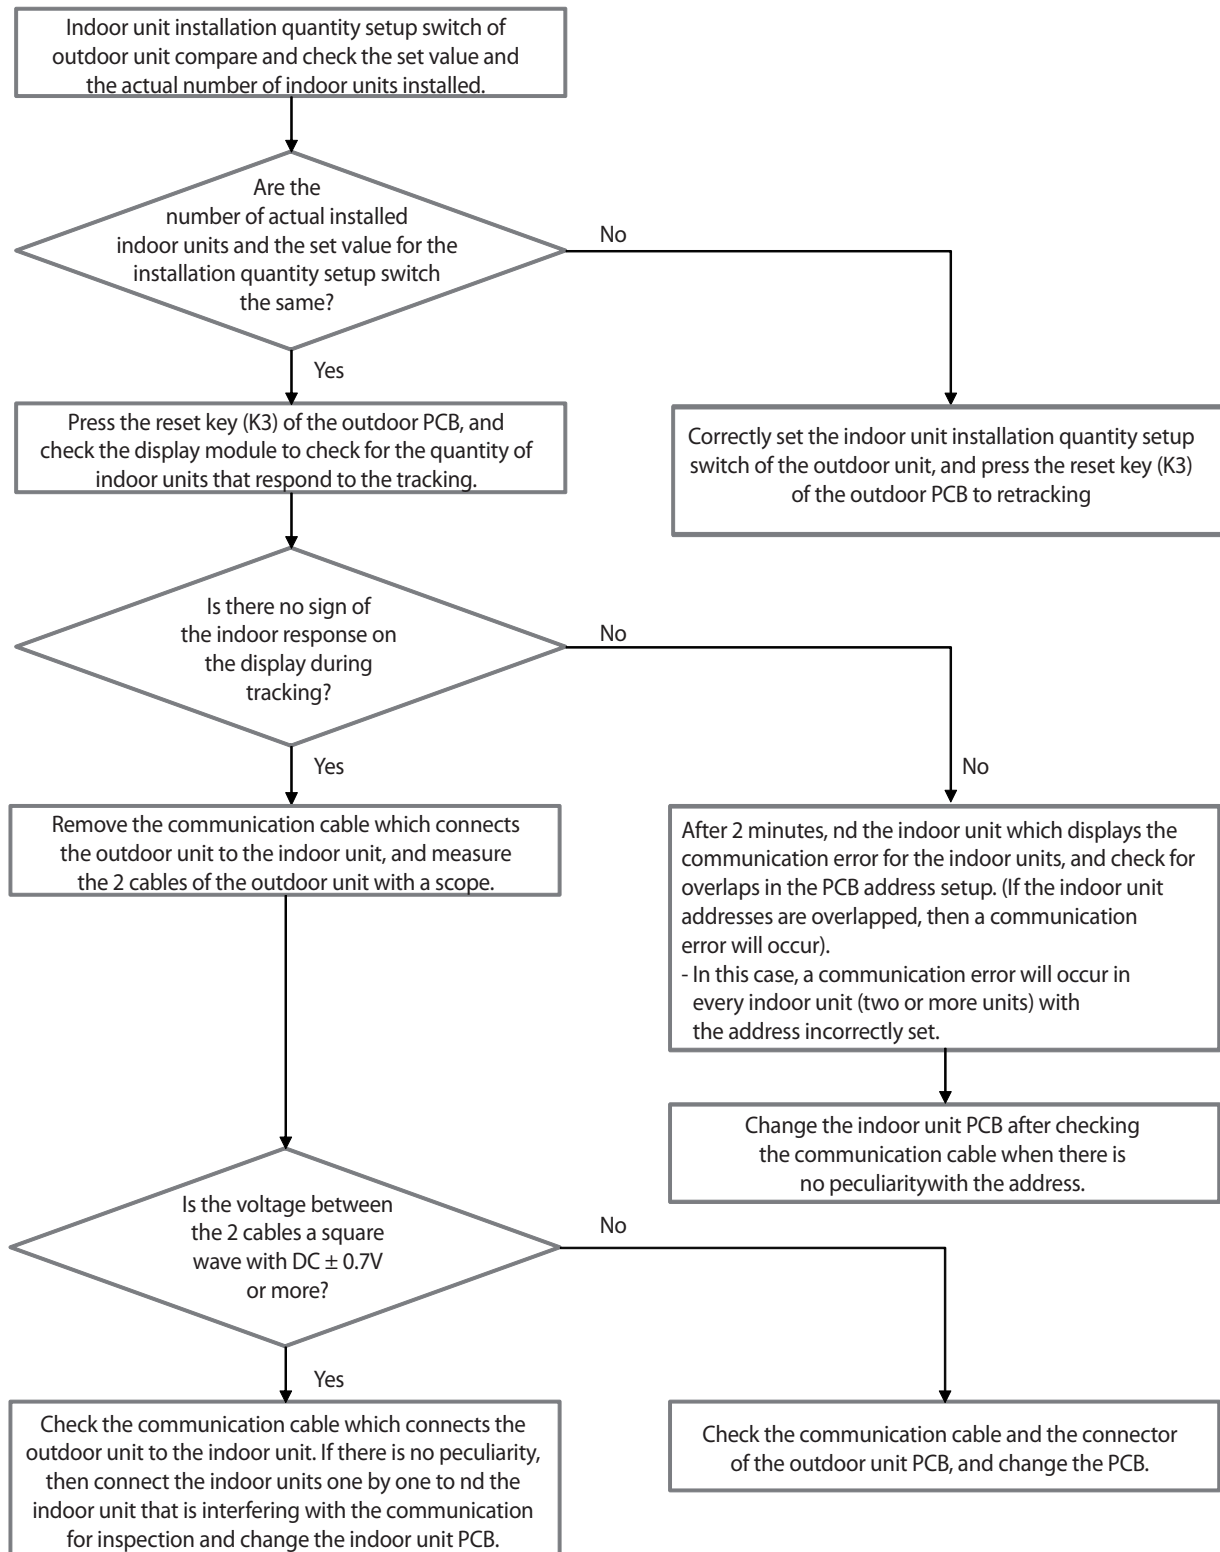 Indoor unit installation quantity setup switch of
outdoor unit compare and check the set value and
the actual number of indoor units installed.
Are the
number of actual installed
indoor units and the set value for the
installation quantity setup switch
the same?
No
Yes
Press the reset key (K3) of the outdoor PCB, and
check the display module to check for the quantity of
indoor units that respond to the tracking.
Correctly set the indoor unit installation quantity setup
switch of the outdoor unit, and press the reset key (K3)
of the outdoor PCB to retracking
Is there no sign of
the indoor response on
the display during
tracking?
No
Yes
No
Remove the communication cable which connects
the outdoor unit to the indoor unit, and measure
the 2 cables of the outdoor unit with a scope.
After 2 minutes, nd the indoor unit which displays the
communication error for the indoor units, and check for
overlaps in the PCB address setup. (If the indoor unit
addresses are overlapped, then a communication
error will occur).
- In this case, a communication error will occur in
every indoor unit (two or more units) with
the address incorrectly set.
Change the indoor unit PCB after checking
the communication cable when there is
no peculiaritywith the address.
Is the voltage between
the 2 cables a square
wave with DC ± 0.7V
or more?
No
Yes
Check the communication cable which connects the
outdoor unit to the indoor unit. If there is no peculiarity,
then connect the indoor units one by one to nd the
indoor unit that is interfering with the communication
for inspection and change the indoor unit PCB.
Check the communication cable and the connector
of the outdoor unit PCB, and change the PCB.